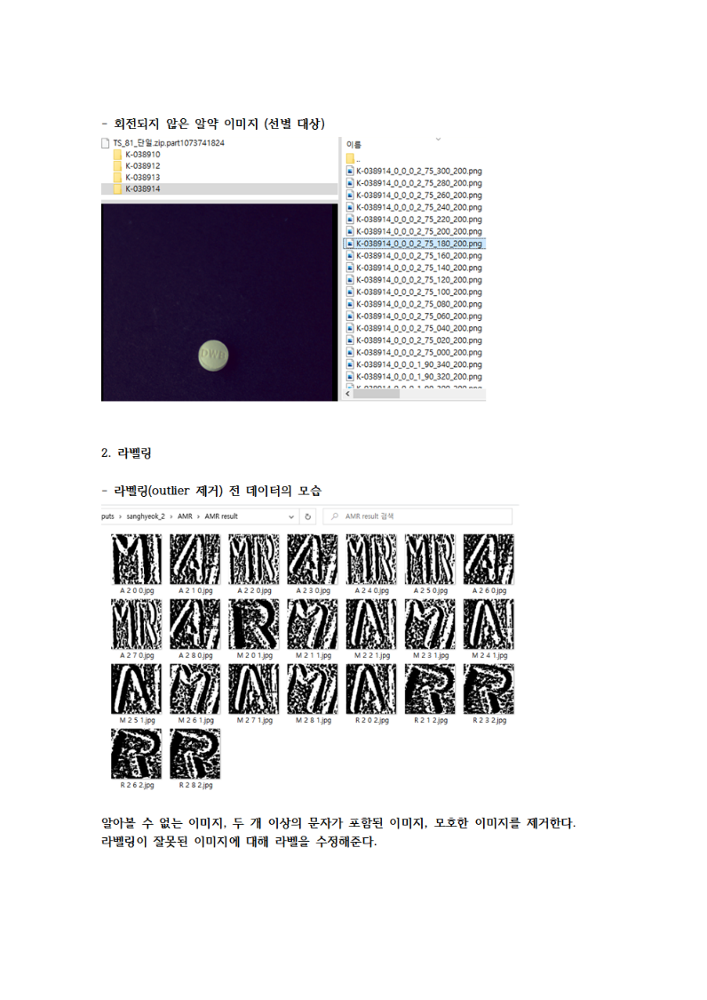 - 회전되지 않은 알약 이미지 (선별 대상)
TS_81_단일.zip.part1073741824
K-038910
K-038912
K-038913
K-038914
이름
..
K-038914_0_0_0_2_75_300_200.png
K-038914_0_0_0_2_75_280_200.png
K-038914_0_0_0_2_75_260_200.png
K-038914_0_0_0_2_75_240_200.png
K-038914_0_0_0_2_75_220_200.png
K-038914_0_0_0_2_75_200_200.png
K-038914_0_0_0_2_75_180_200.png
K-038914_0_0_0_2_75_160_200.png
K-038914_0_0_0_2_75_140_200.png
K-038914_0_0_0_2_75_120_200.png
K-038914_0_0_0_2_75_100_200.png
K-038914_0_0_0_2_75_080_200.png
K-038914_0_0_0_2_75_060_200.png
K-038914_0_0_0_2_75_040_200.png
K-038914_0_0_0_2_75_020_200.png
K-038914_0_0_0_2_75_000_200.png
K-038914_0_0_0_1_90_340_200.png
K-038914_0_0_0_1_90_320_200.png
DWB
2. 라벨링
- 라벨링(outlier 제거) 전 데이터의 모습
puts › sanghyeok_2 › AMR › AMR result
AMR result 검색
M A MR A MR MR A
A 2 0 0.jpg A 2 1 0.jpg A 2 2 0.jpg A 2 3 0.jpg A 2 4 0.jpg A 2 5 0.jpg A 2 6 0.jpg
MR A R M A M A
A 2 7 0.jpg A 2 8 0.jpg M 2 0 1.jpg M 2 1 1.jpg M 2 2 1.jpg M 2 3 1.jpg M 2 4 1.jpg
A M A M A R R
M 2 5 1.jpg M 2 6 1.jpg M 2 7 1.jpg M 2 8 1.jpg R 2 0 2.jpg R 2 1 2.jpg R 2 3 2.jpg
R R
R 2 6 2.jpg R 2 8 2.jpg
알아볼 수 없는 이미지, 두 개 이상의 문자가 포함된 이미지, 모호한 이미지를 제거한다.
라벨링이 잘못된 이미지에 대해 라벨을 수정해준다.